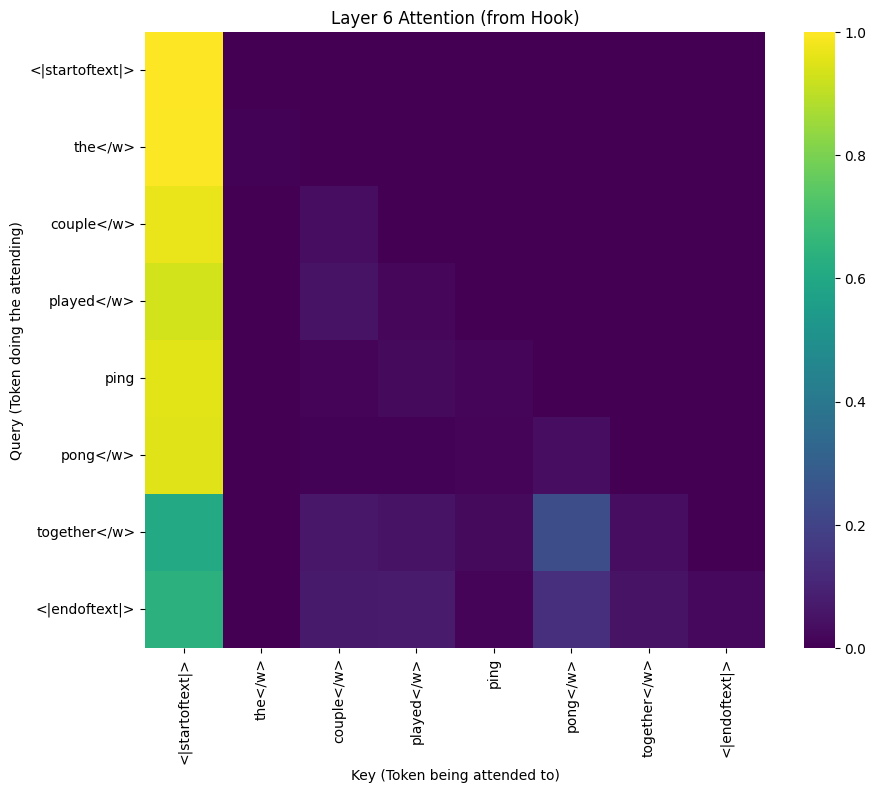 Layer 6 Attention (from Hook)
Query (Token doing the attending)
<|startoftext|>
the</w>
couple</w>
played</w>
ping
pong</w>
together</w>
<|endoftext|>
1.0
0.8
0.6
0.4
0.2
0.0
<|startoftext|>
the</w>
couple</w>
played</w>
ping
pong</w>
together</w>
<|endoftext|>
Key (Token being attended to)